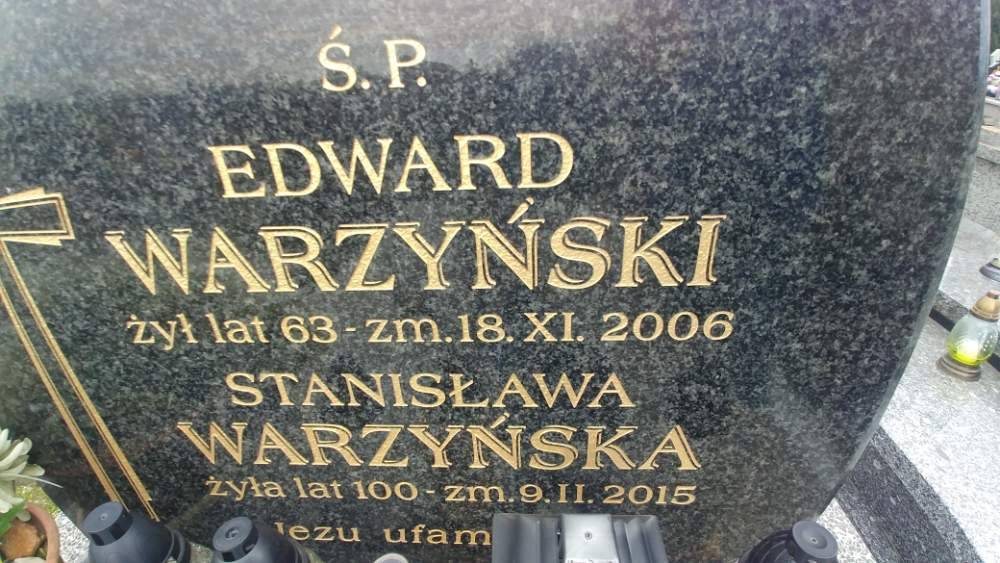 Ś. P.
EDWARD
WARZYŃSKI
żył lat 63 - zm. 18. XI. 2006
STANISŁAWA
WARZYŃSKA
żyła lat 100 - zm. 9. II. 2015
Jezu ufam